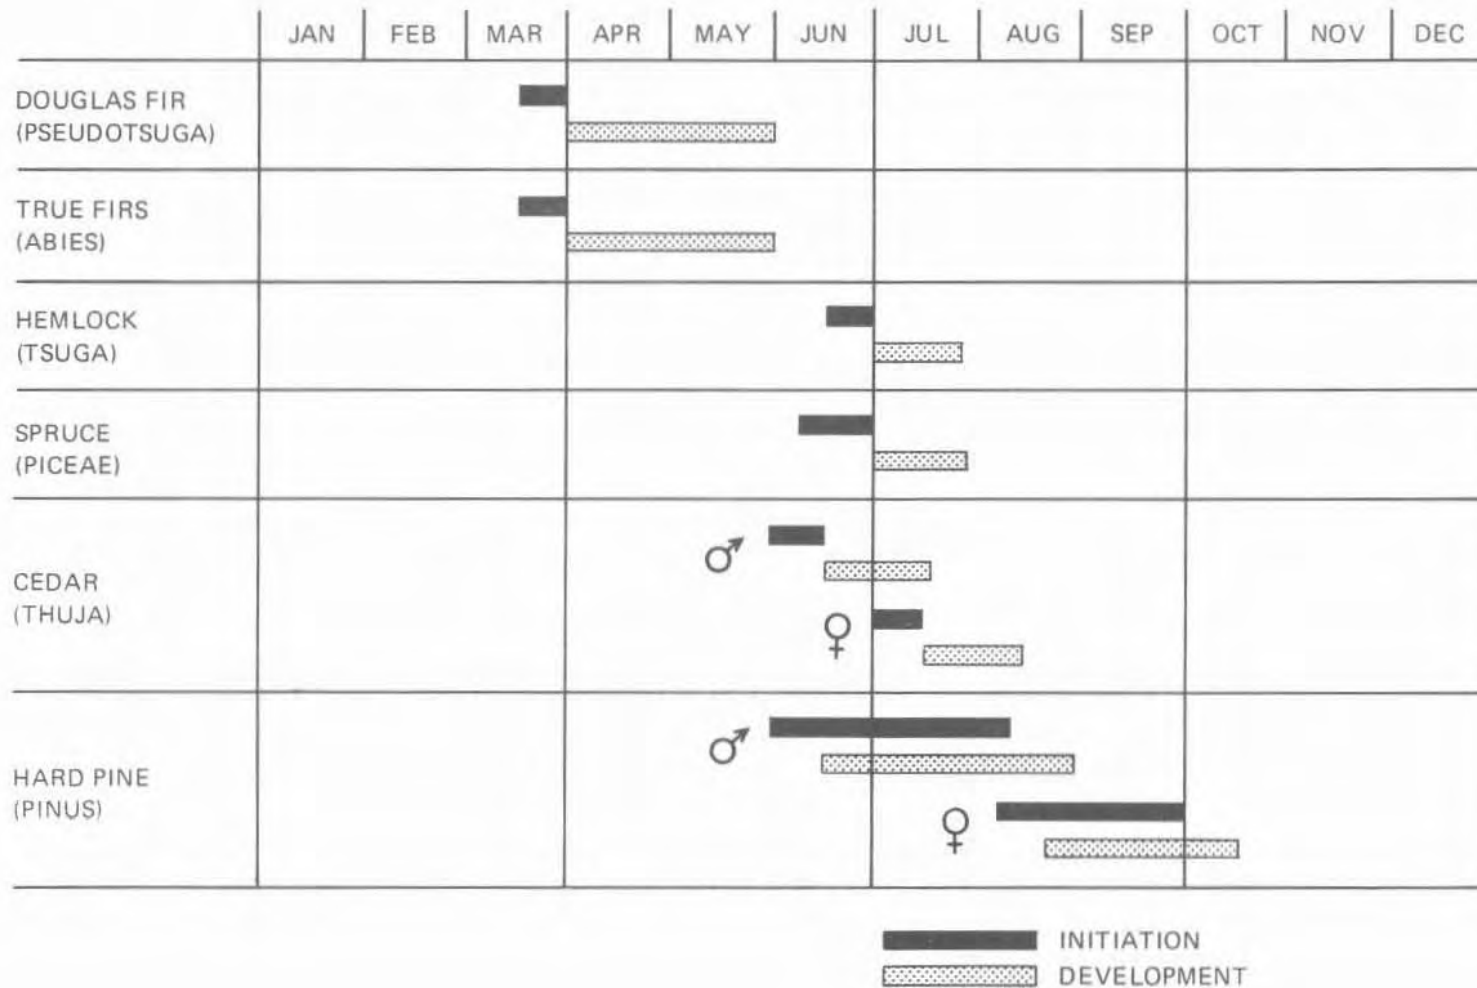 JAN FEB MAR APR MAY JUN JUL AUG SEP OCT NOV DEC
DOUGLAS FIR
(PSEUDOTSUGA)
TRUE FIRS
(ABIES)
HEMLOCK
(TSUGA)
SPRUCE
(PICEAE)
♂
CEDAR
(THUJA)
♀
♂
HARD PINE
(PINUS)
♀
INITIATION
DEVELOPMENT